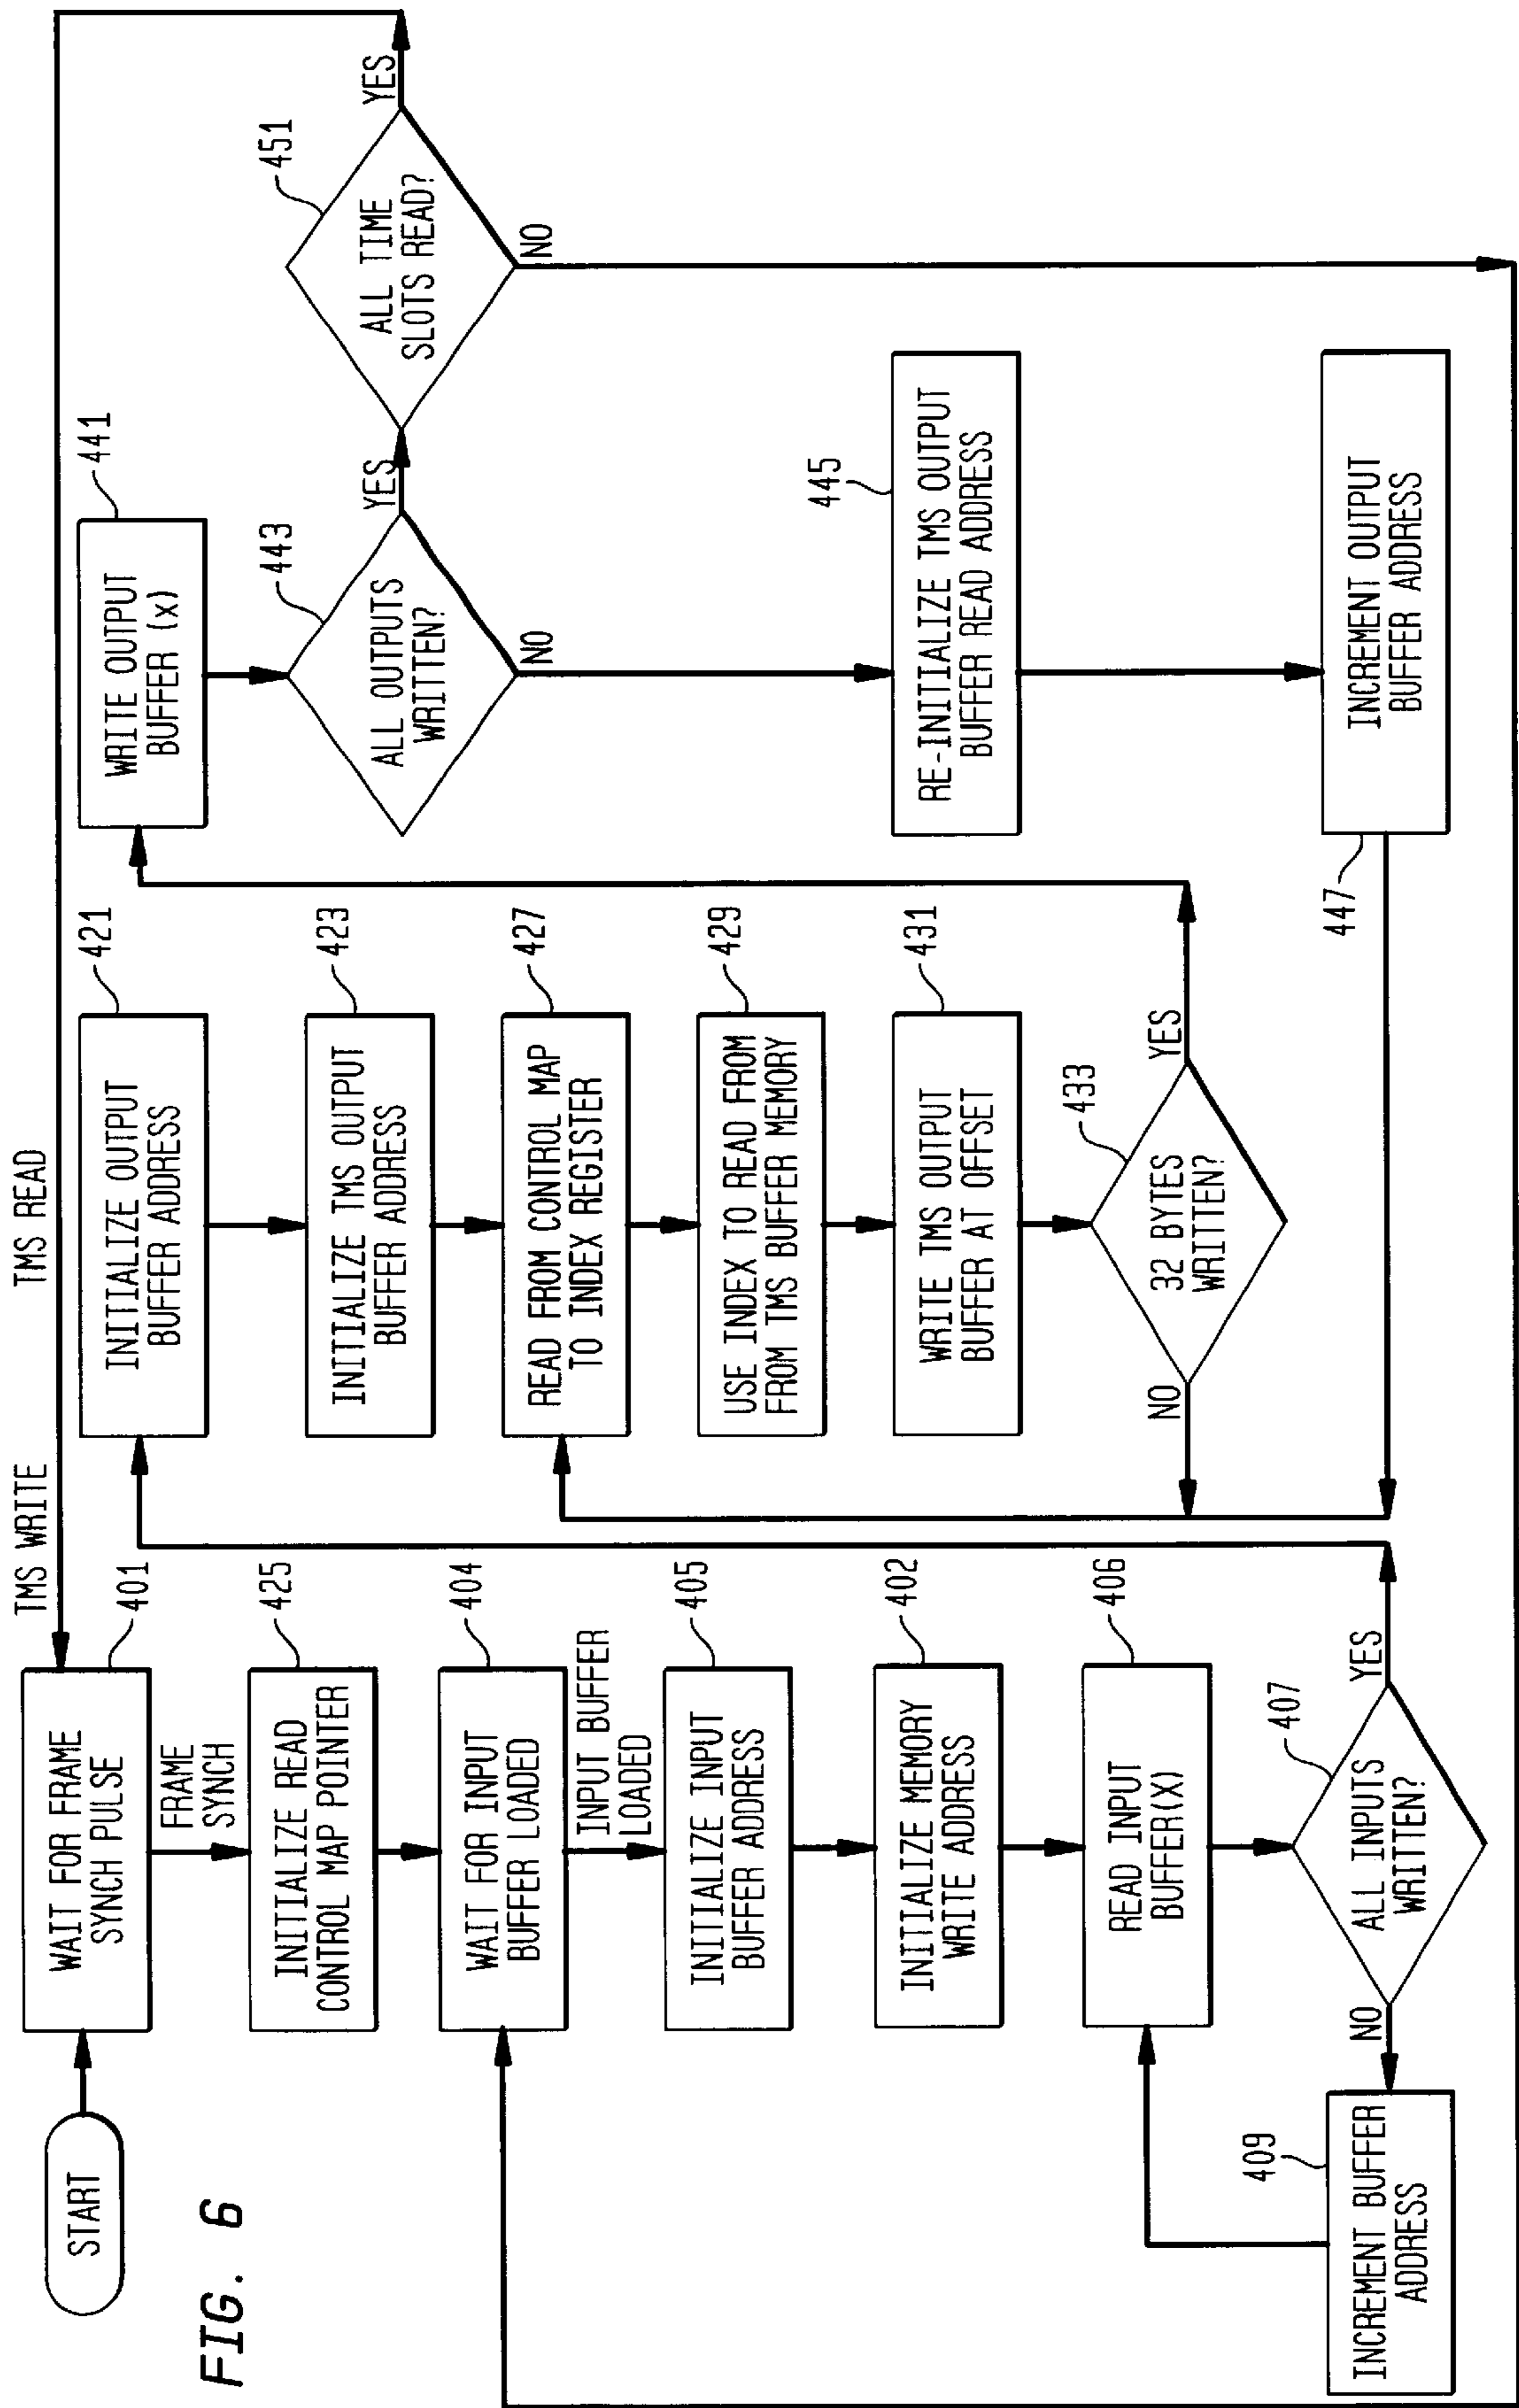 TMS WRITE
TMS READ
START
WAIT FOR FRAME
SYNCH PULSE
401
FRAME
SYNCH
INITIALIZE READ
CONTROL MAP POINTER
425
WAIT FOR INPUT
BUFFER LOADED
404
INPUT BUFFER
LOADED
INITIALIZE INPUT
BUFFER ADDRESS
405
INITIALIZE MEMORY
WRITE ADDRESS
402
READ INPUT
BUFFER(X)
406
ALL INPUTS
WRITTEN?
407
YES
NO
INCREMENT BUFFER
ADDRESS
409
INITIALIZE OUTPUT
BUFFER ADDRESS
421
INITIALIZE TMS OUTPUT
BUFFER ADDRESS
423
READ FROM CONTROL MAP
TO INDEX REGISTER
427
USE INDEX TO READ FROM
FROM TMS BUFFER MEMORY
429
WRITE TMS OUTPUT
BUFFER AT OFFSET
431
32 BYTES
WRITTEN?
433
NO
YES
WRITE OUTPUT
BUFFER (x)
441
ALL OUTPUTS
WRITTEN?
443
YES
NO
ALL TIME
SLOTS READ?
451
YES
NO
RE-INITIALIZE TMS OUTPUT
BUFFER READ ADDRESS
445
INCREMENT OUTPUT
BUFFER ADDRESS
447
FIG. 6